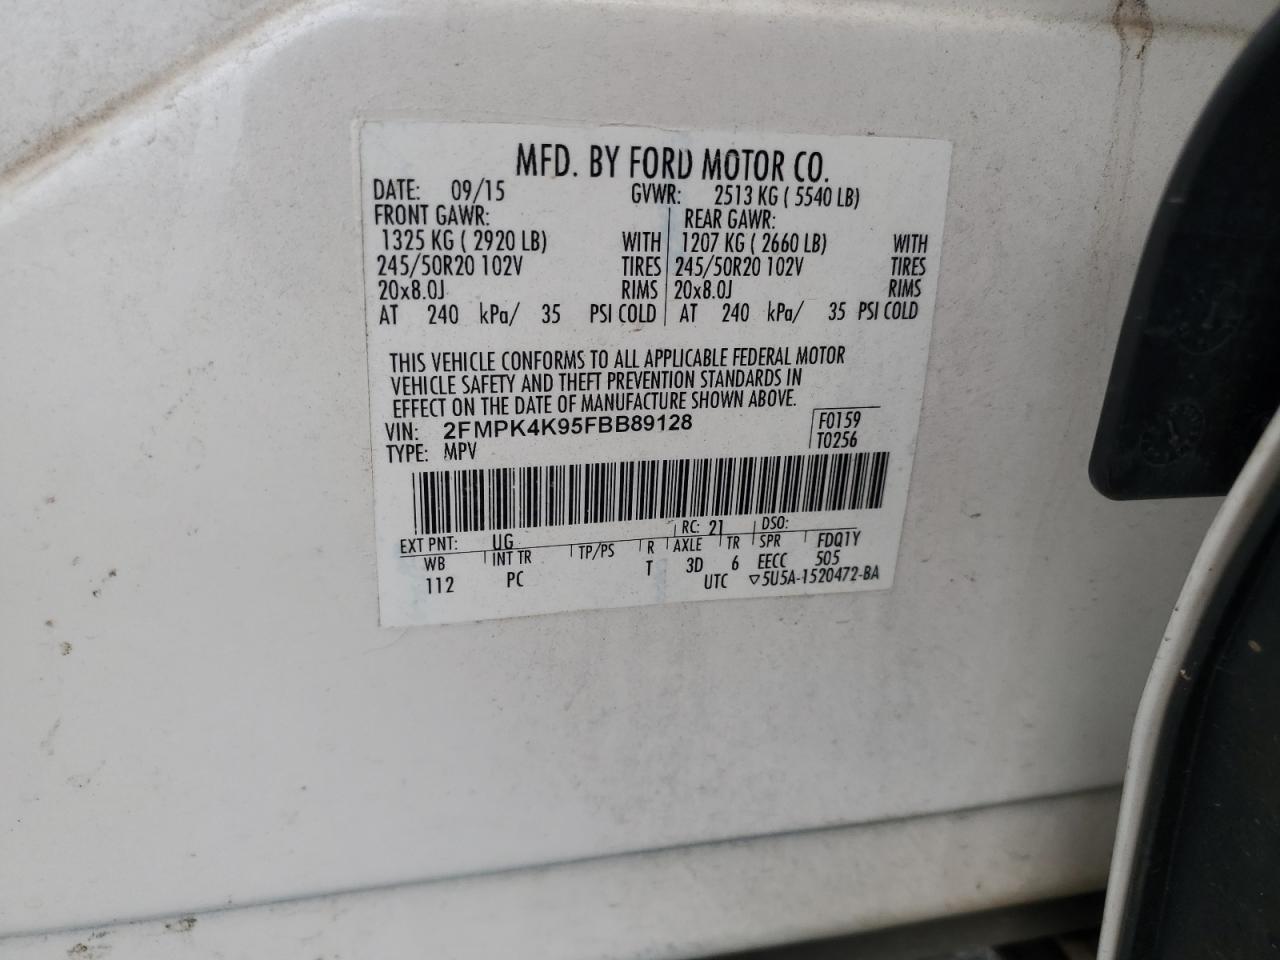 MFD. BY FORD MOTOR CO.
DATE: 09/15 GVWR: 2513 KG ( 5540 LB)
FRONT GAWR: REAR GAWR:
1325 KG ( 2920 LB) WITH 1207 KG ( 2660 LB) WITH
245/50R20 102V TIRES 245/50R20 102V TIRES
20x8.0J RIMS 20x8.0J RIMS
AT 240 kPa/ 35 PSI COLD AT 240 kPa/ 35 PSI COLD
THIS VEHICLE CONFORMS TO ALL APPLICABLE FEDERAL MOTOR
VEHICLE SAFETY AND THEFT PREVENTION STANDARDS IN
EFFECT ON THE DATE OF MANUFACTURE SHOWN ABOVE.
VIN: 2FMPK4K95FBB89128 F0159
TYPE: MPV T0256
EXT PNT: UG RC: 21 DSO:
WB INT TR TP/PS R AXLE TR SPR FDQ1Y
112 PC T 3D 6 EECC 505
UTC ▽5U5A-1520472-BA